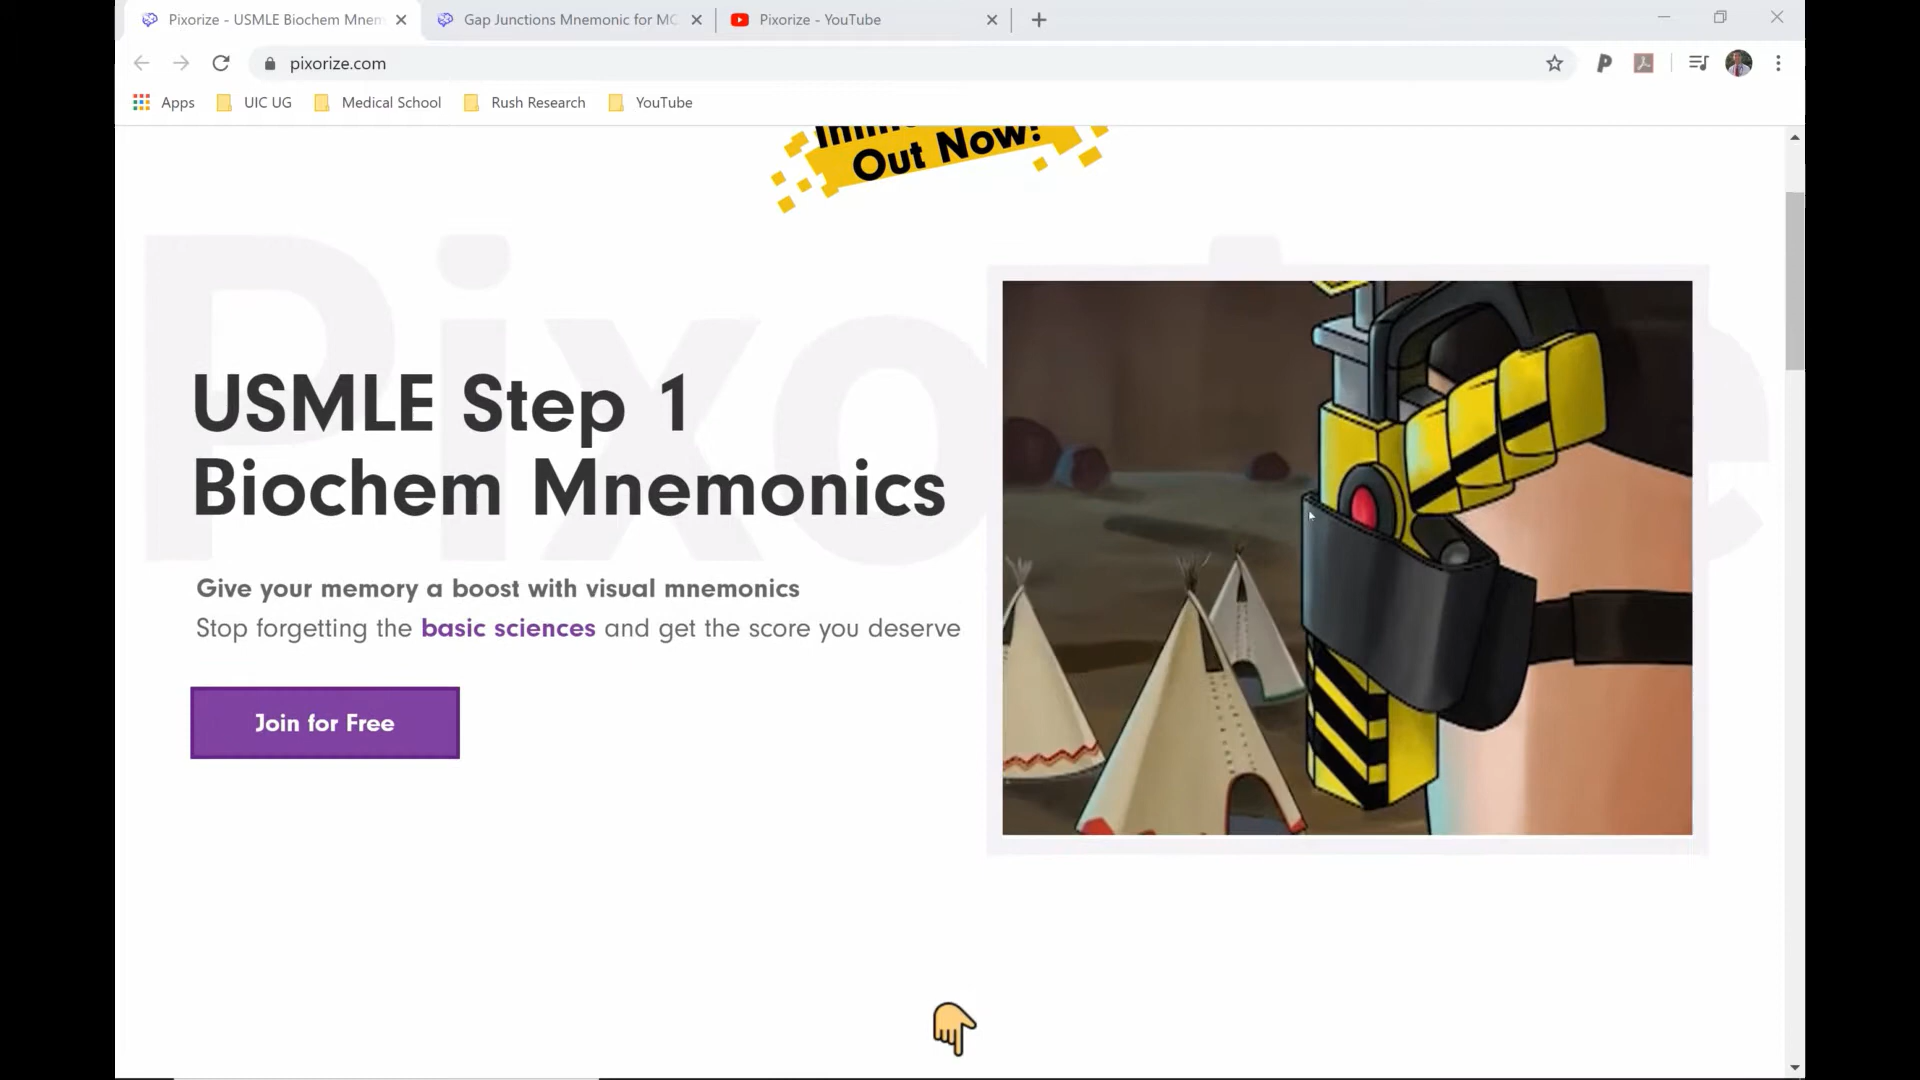 Pixorize - USMLE Biochem Mnem
Gap Junctions Mnemonic for MC
Pixorize - YouTube
pixorize.com
Apps
UIC UG
Medical School
Rush Research
YouTube
Out Now!
USMLE Step 1
Biochem Mnemonics
Give your memory a boost with visual mnemonics
Stop forgetting the basic sciences and get the score you deserve
Join for Free